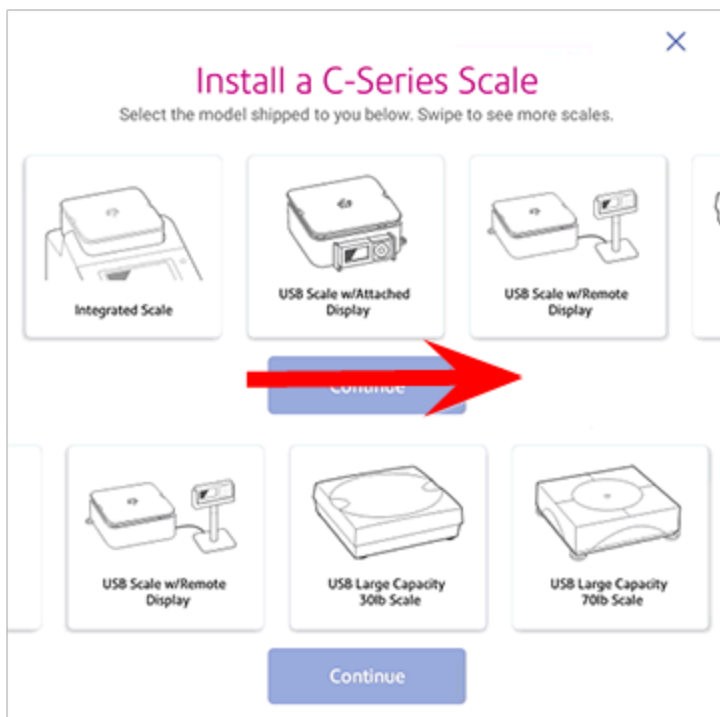 Install a C-Series Scale
Select the model shipped to you below. Swipe to see more scales.
Integrated Scale
USB Scale w/Attached
Display
USB Scale w/Remote
Display
Continue
USB Scale w/Remote
Display
USB Large Capacity
30lb Scale
USB Large Capacity
70lb Scale
Continue